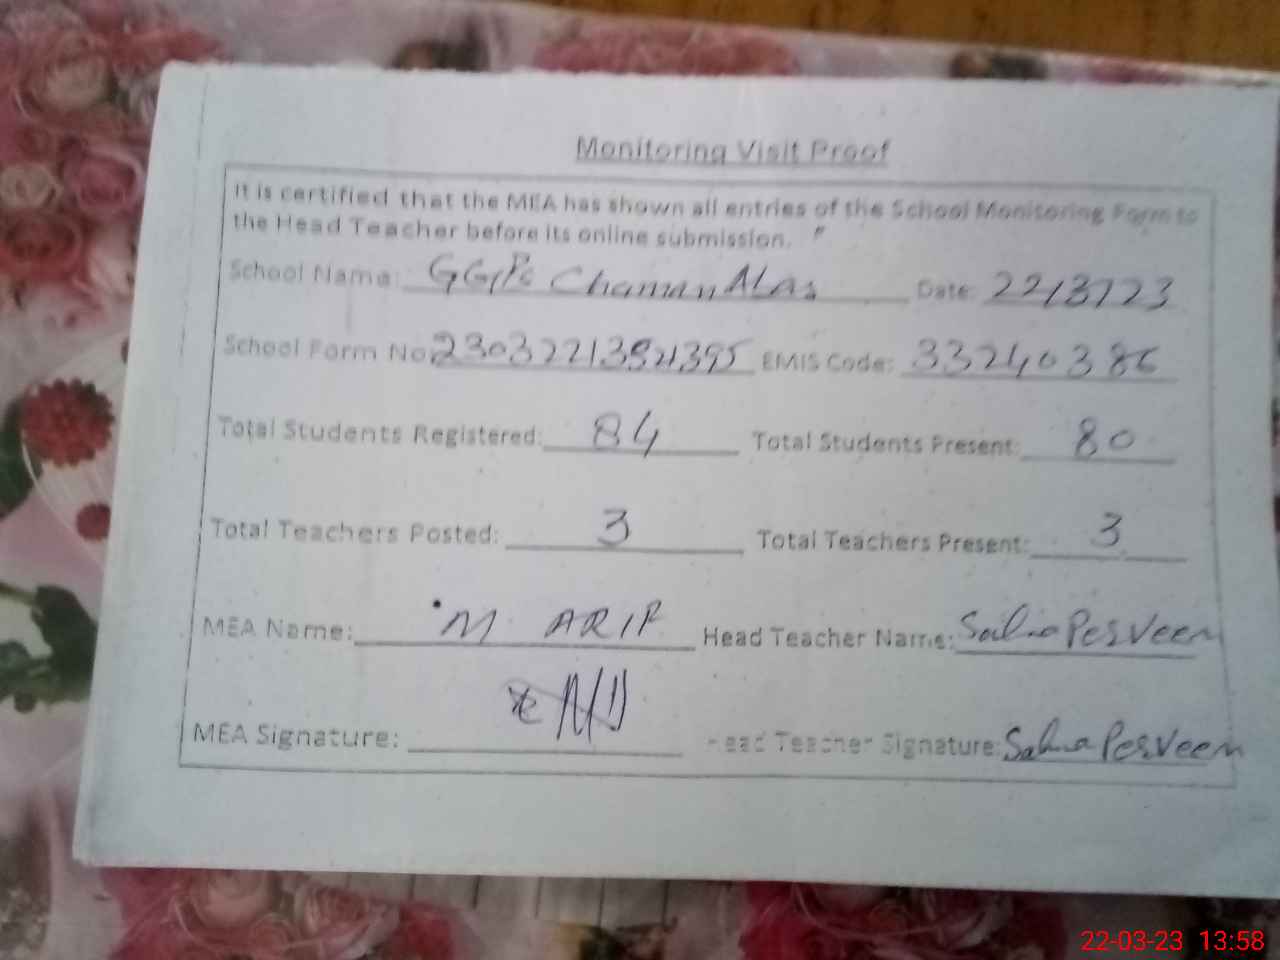 Monitoring Visit Proof
It is certified that the MEA has shown all entries of the School Monitoring Form to
the Head Teacher before its online submission.
School Name: GGPS Chaman ALas Date: 22/3/23
School Form No: EMIS Code: 33240386
Total Students Registered: 84 Total Students Present: 80
Total Teachers Posted: 3 Total Teachers Present: 3
MEA Name: M. ARIF Head Teacher Name: Salma Perveen
MEA Signature: Head Teacher Signature: Salma Perveen
22-03-23 13:58